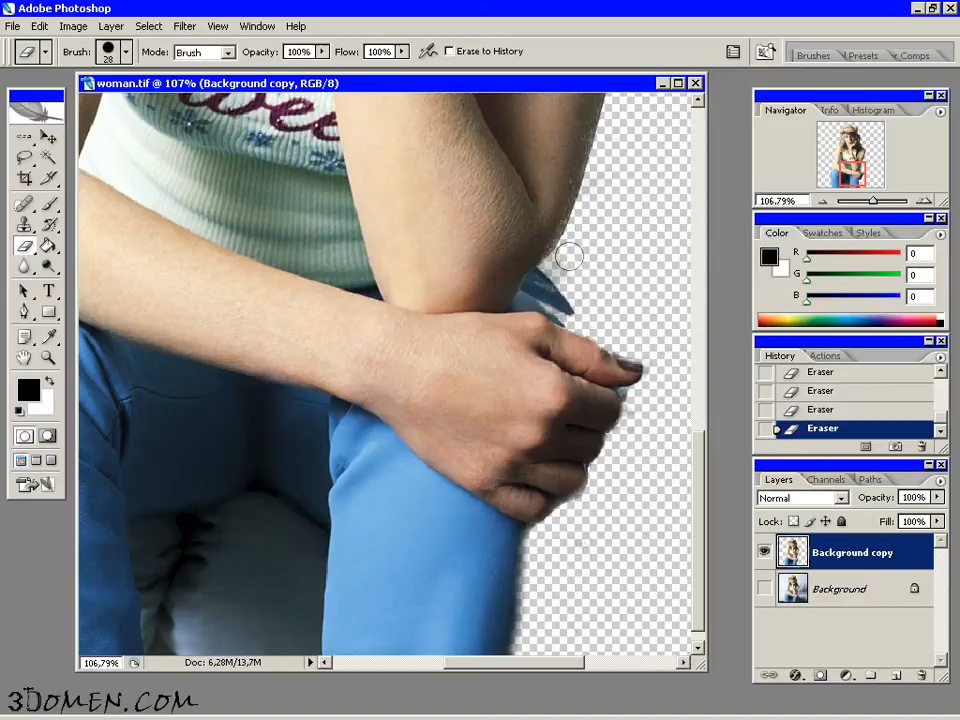 Adobe Photoshop
File Edit Image Layer Select Filter View Window Help
Brush: 28 Mode: Brush Opacity: 100% Flow: 100% Erase to History Brushes Presets Comps
woman.tif @ 107% (Background copy, RGB/8)
wee
Navigator Info Histogram
106.79%
Color Swatches Styles
R 0
G 0
B 0
History Actions
Eraser
Eraser
Eraser
Eraser
Layers Channels Paths
Normal Opacity: 100%
Lock: Fill: 100%
Background copy
Background
106,79% Doc: 6,28M/13,7M
3Domen.com